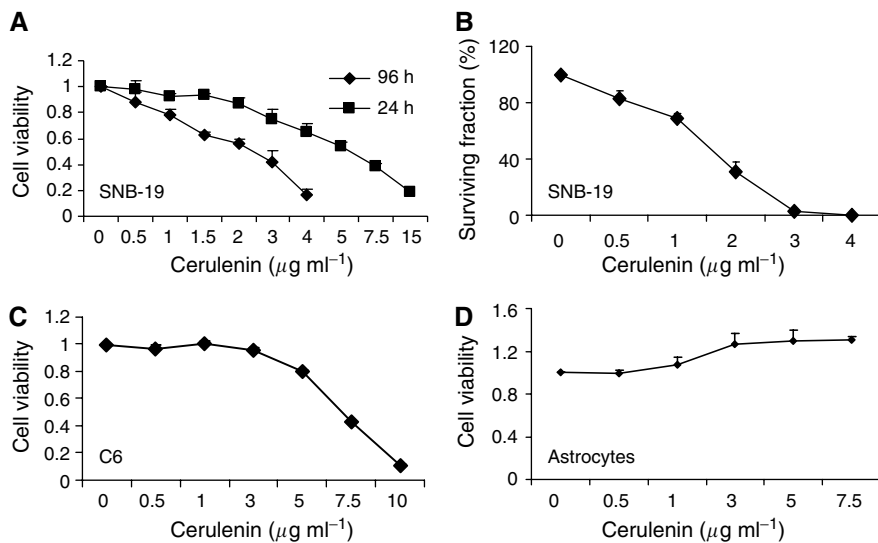 A
1.2
1
0.8
0.6
0.4
0.2
0
Cell viability
96 h
24 h
SNB-19
0 0.5 1 1.5 2 3 4 5 7.5 15
Cerulenin (μg ml⁻¹)
B
120
80
40
0
Surviving fraction (%)
SNB-19
0 0.5 1 2 3 4
Cerulenin (μg ml⁻¹)
C
1.2
1
0.8
0.6
0.4
0.2
0
Cell viability
C6
0 0.5 1 3 5 7.5 10
Cerulenin (μg ml⁻¹)
D
1.6
1.2
0.8
0.4
0
Cell viability
Astrocytes
0 0.5 1 3 5 7.5
Cerulenin (μg ml⁻¹)